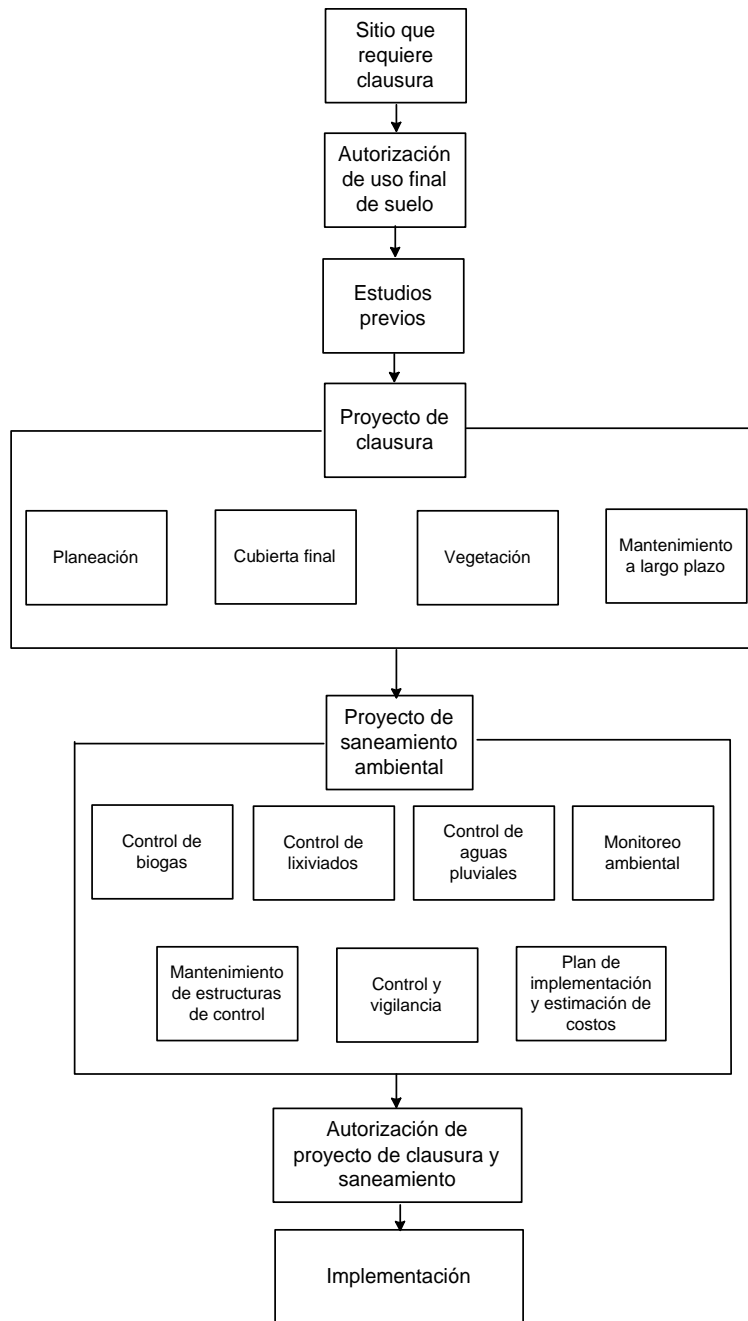 Sitio que
requiere
clausura
Autorización
de uso final
de suelo
Estudios
previos
Proyecto de
clausura
Planeación
Cubierta final
Vegetación
Mantenimiento
a largo plazo
Proyecto de
saneamiento
ambiental
Control de
biogas
Control de
lixiviados
Control de
aguas
pluviales
Monitoreo
ambiental
Mantenimiento
de estructuras
de control
Control y
vigilancia
Plan de
implementación
y estimación de
costos
Autorización de
proyecto de clausura y
saneamiento
Implementación